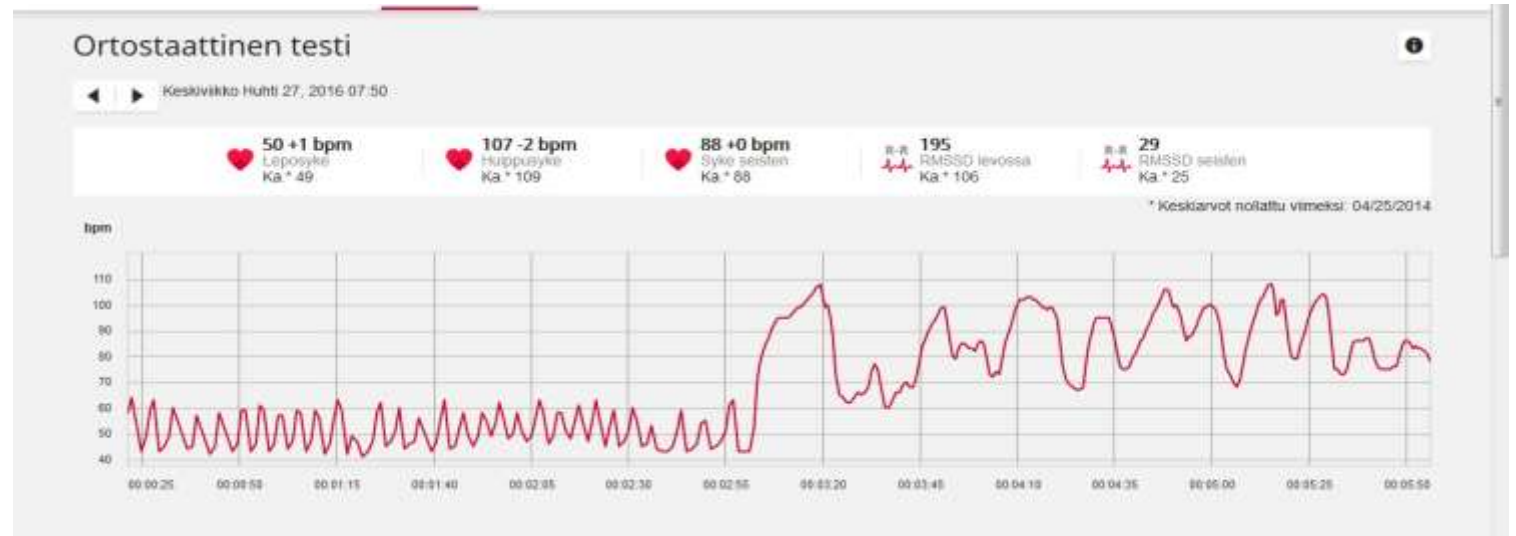 Ortostaattinen testi
Keskiviikko Huhti 27, 2016 07:50
50 +1 bpm
Leposyke
Ka.* 49
107 -2 bpm
Huippusyke
Ka.* 109
88 +0 bpm
Syke seisten
Ka.* 88
R-R
195
RMSSD levossa
Ka.* 106
R-R
29
RMSSD seisten
Ka.* 25
* Keskiarvot nollattu viimeksi: 04/25/2014
bpm
110
100
90
80
70
60
50
40
00:00:25 00:00:50 00:01:15 00:01:40 00:02:05 00:02:30 00:02:55 00:03:20 00:03:45 00:04:10 00:04:35 00:05:00 00:05:25 00:05:50